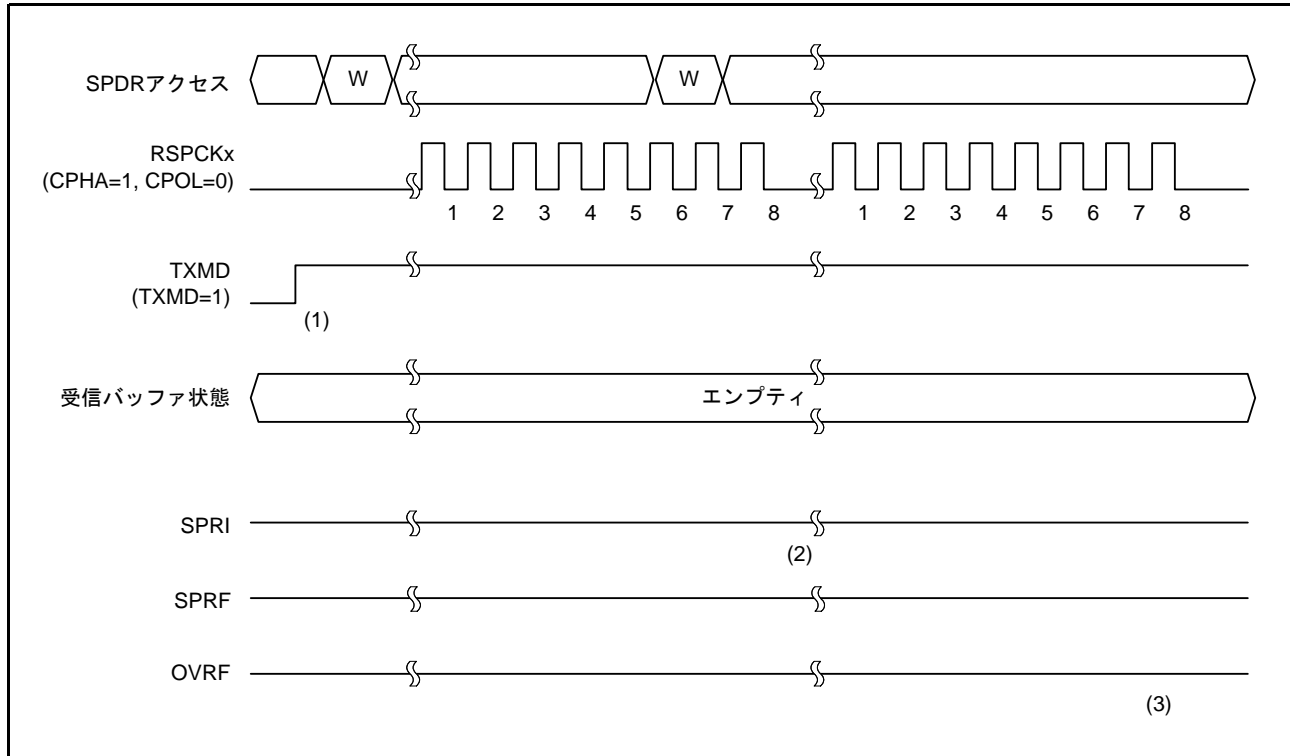 SPDRアクセス
W
W
RSPCKx
(CPHA=1, CPOL=0)
1 2 3 4 5 6 7 8 1 2 3 4 5 6 7 8
TXMD
(TXMD=1)
(1)
受信バッファ状態
エンプティ
SPRI
(2)
SPRF
OVRF
(3)